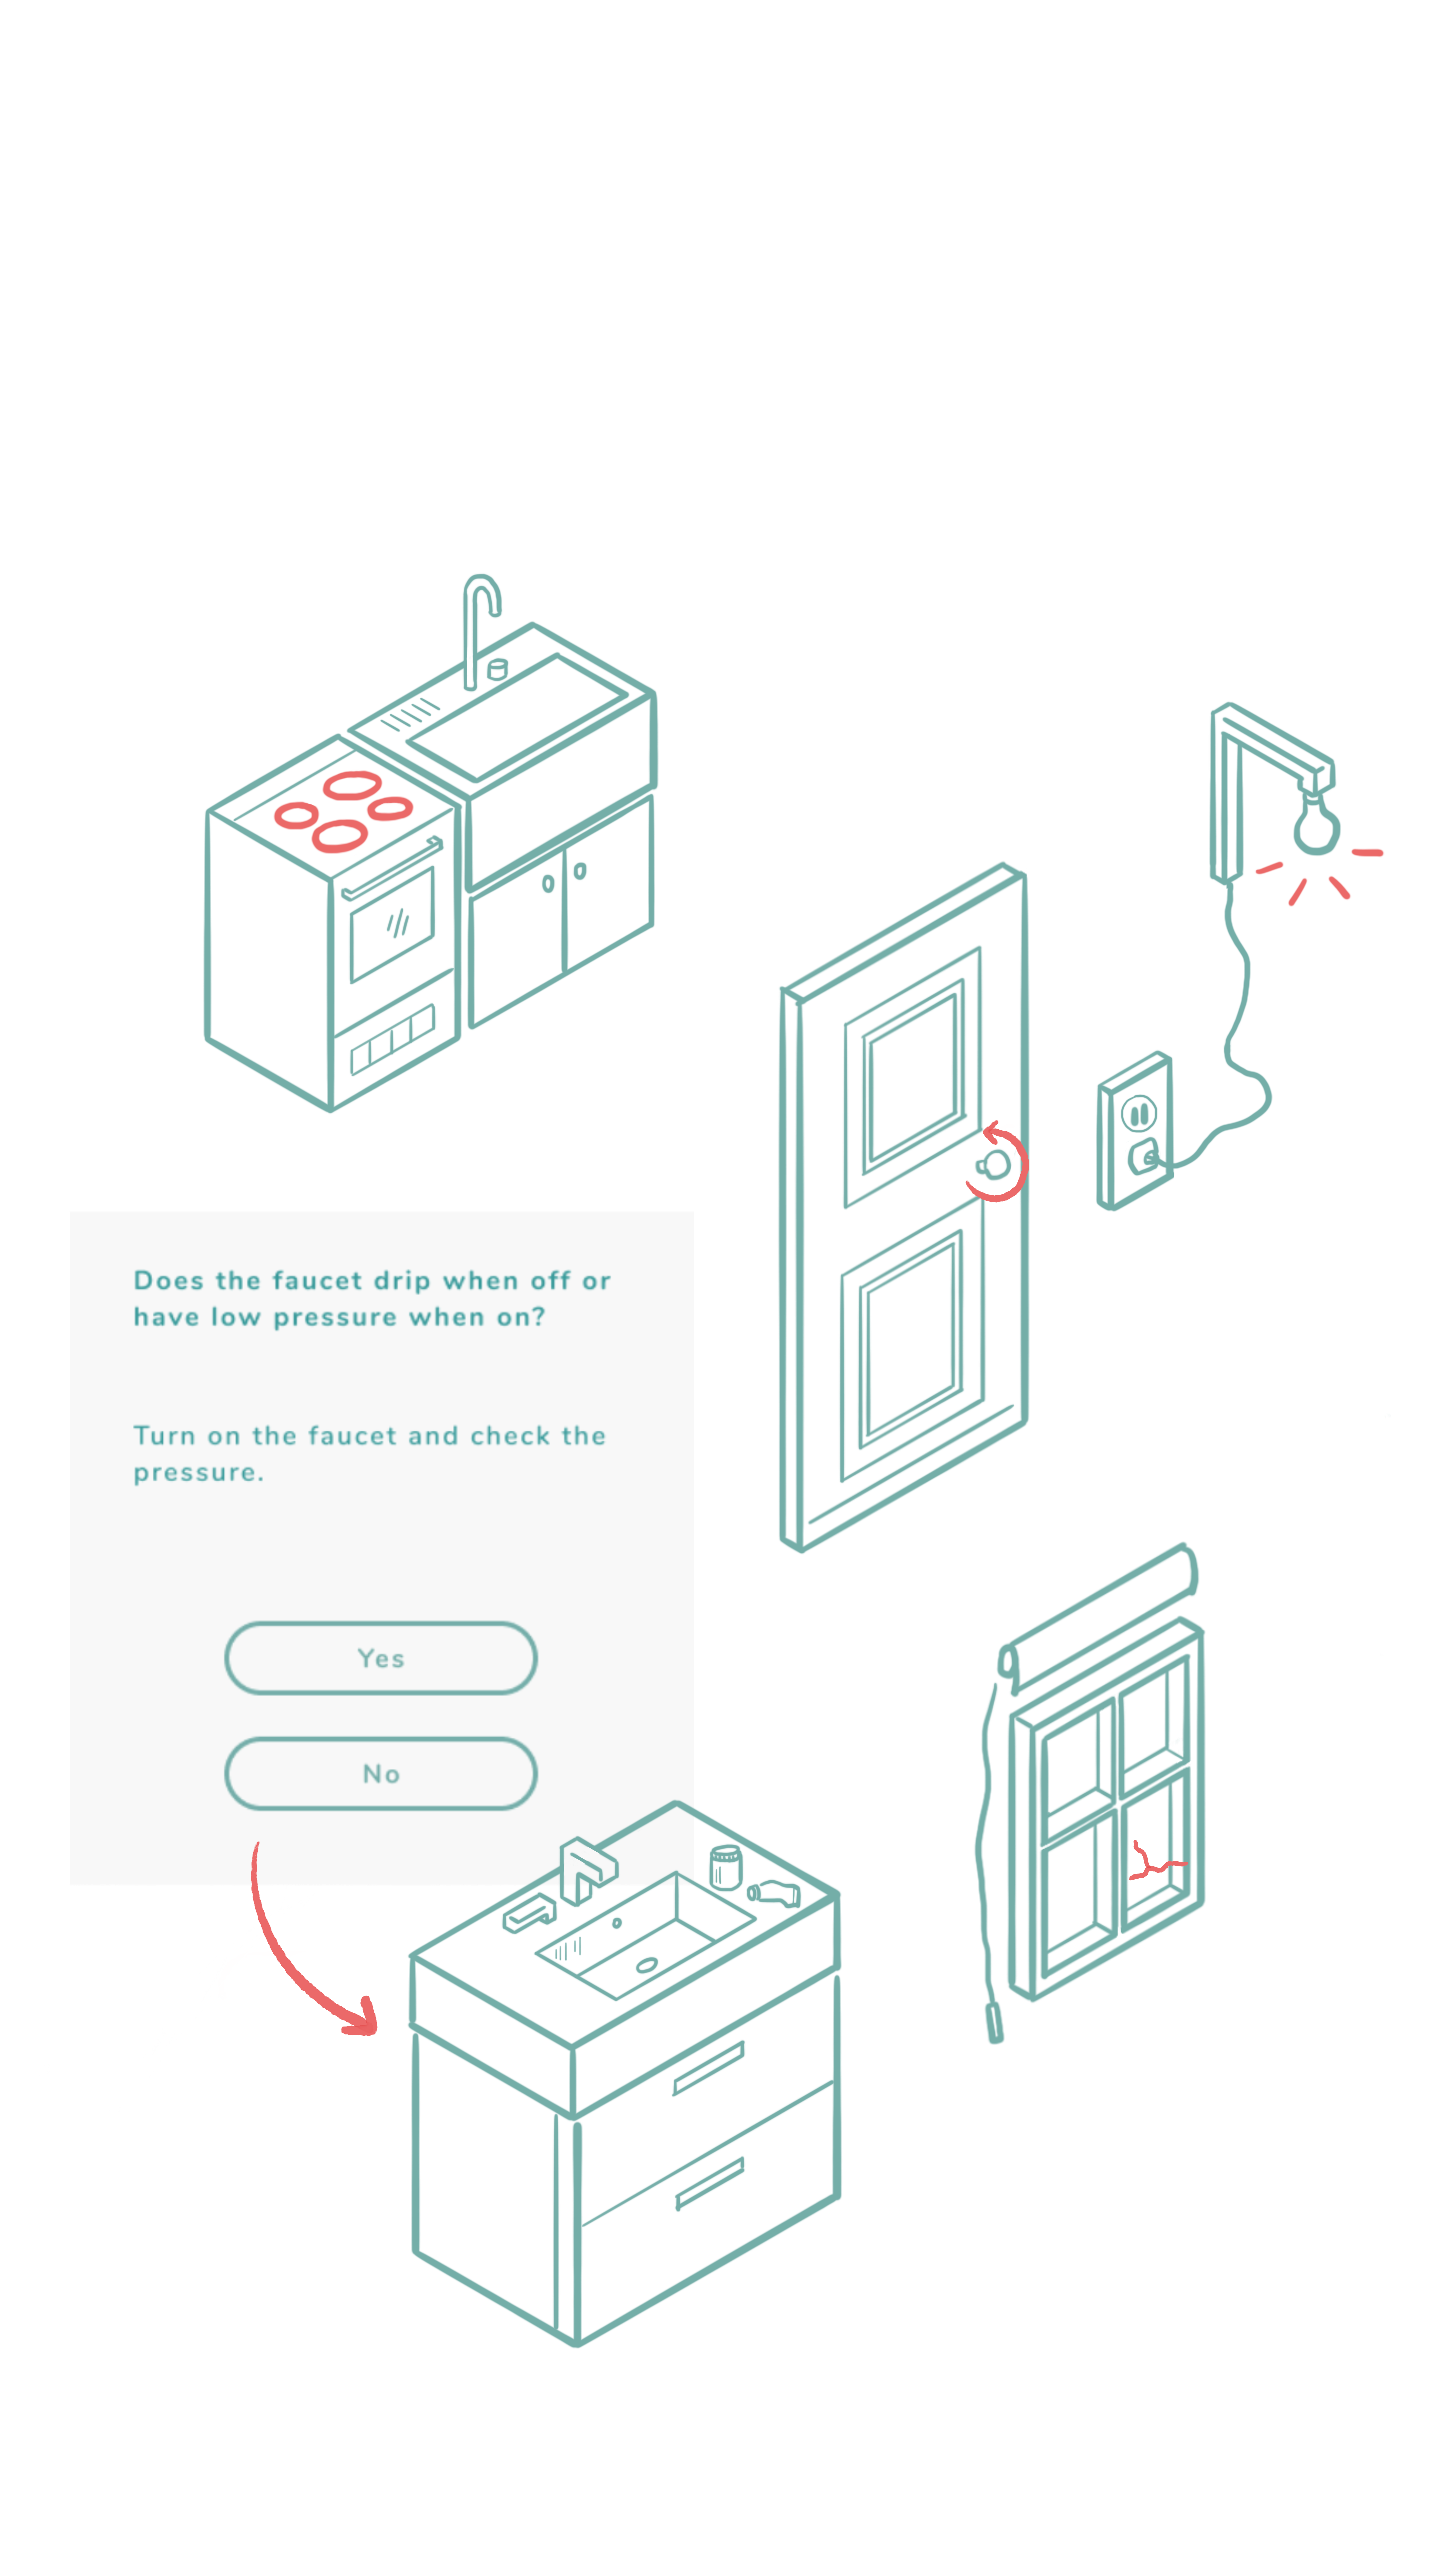 Does the faucet drip when off or
have low pressure when on?
Turn on the faucet and check the
pressure.
Yes
No